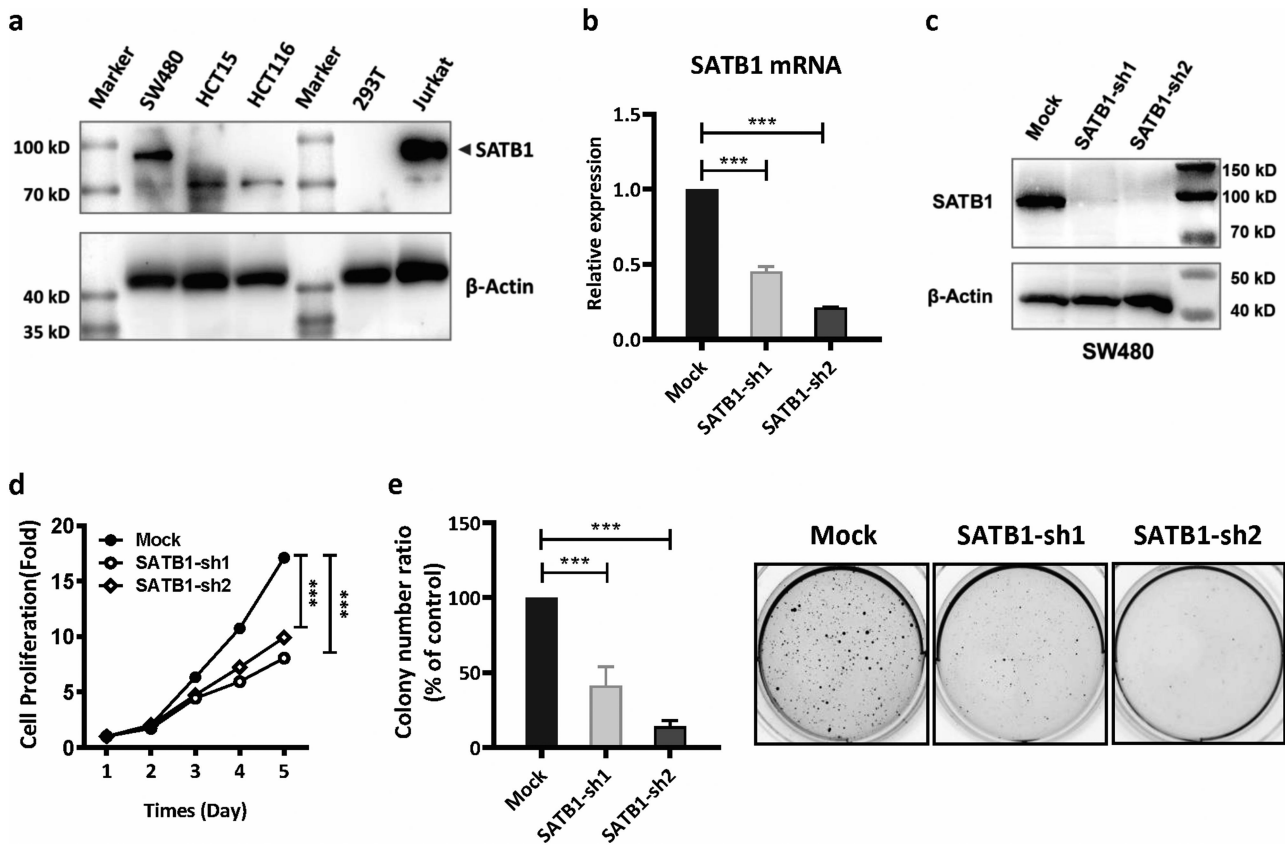 a
Marker
SW480
HCT15
HCT116
Marker
293T
Jurkat
100 kD
70 kD
◄ SATB1
40 kD
35 kD
β-Actin
b
SATB1 mRNA
Relative expression
1.5
1.0
0.5
0.0
***
***
Mock
SATB1-sh1
SATB1-sh2
c
Mock
SATB1-sh1
SATB1-sh2
SATB1
150 kD
100 kD
70 kD
β-Actin
50 kD
40 kD
SW480
d
Cell Proliferation(Fold)
20
15
10
5
0
Mock
SATB1-sh1
SATB1-sh2
***
***
1 2 3 4 5
Times (Day)
e
Colony number ratio
(% of control)
150
100
50
0
***
***
Mock
SATB1-sh1
SATB1-sh2
Mock
SATB1-sh1
SATB1-sh2